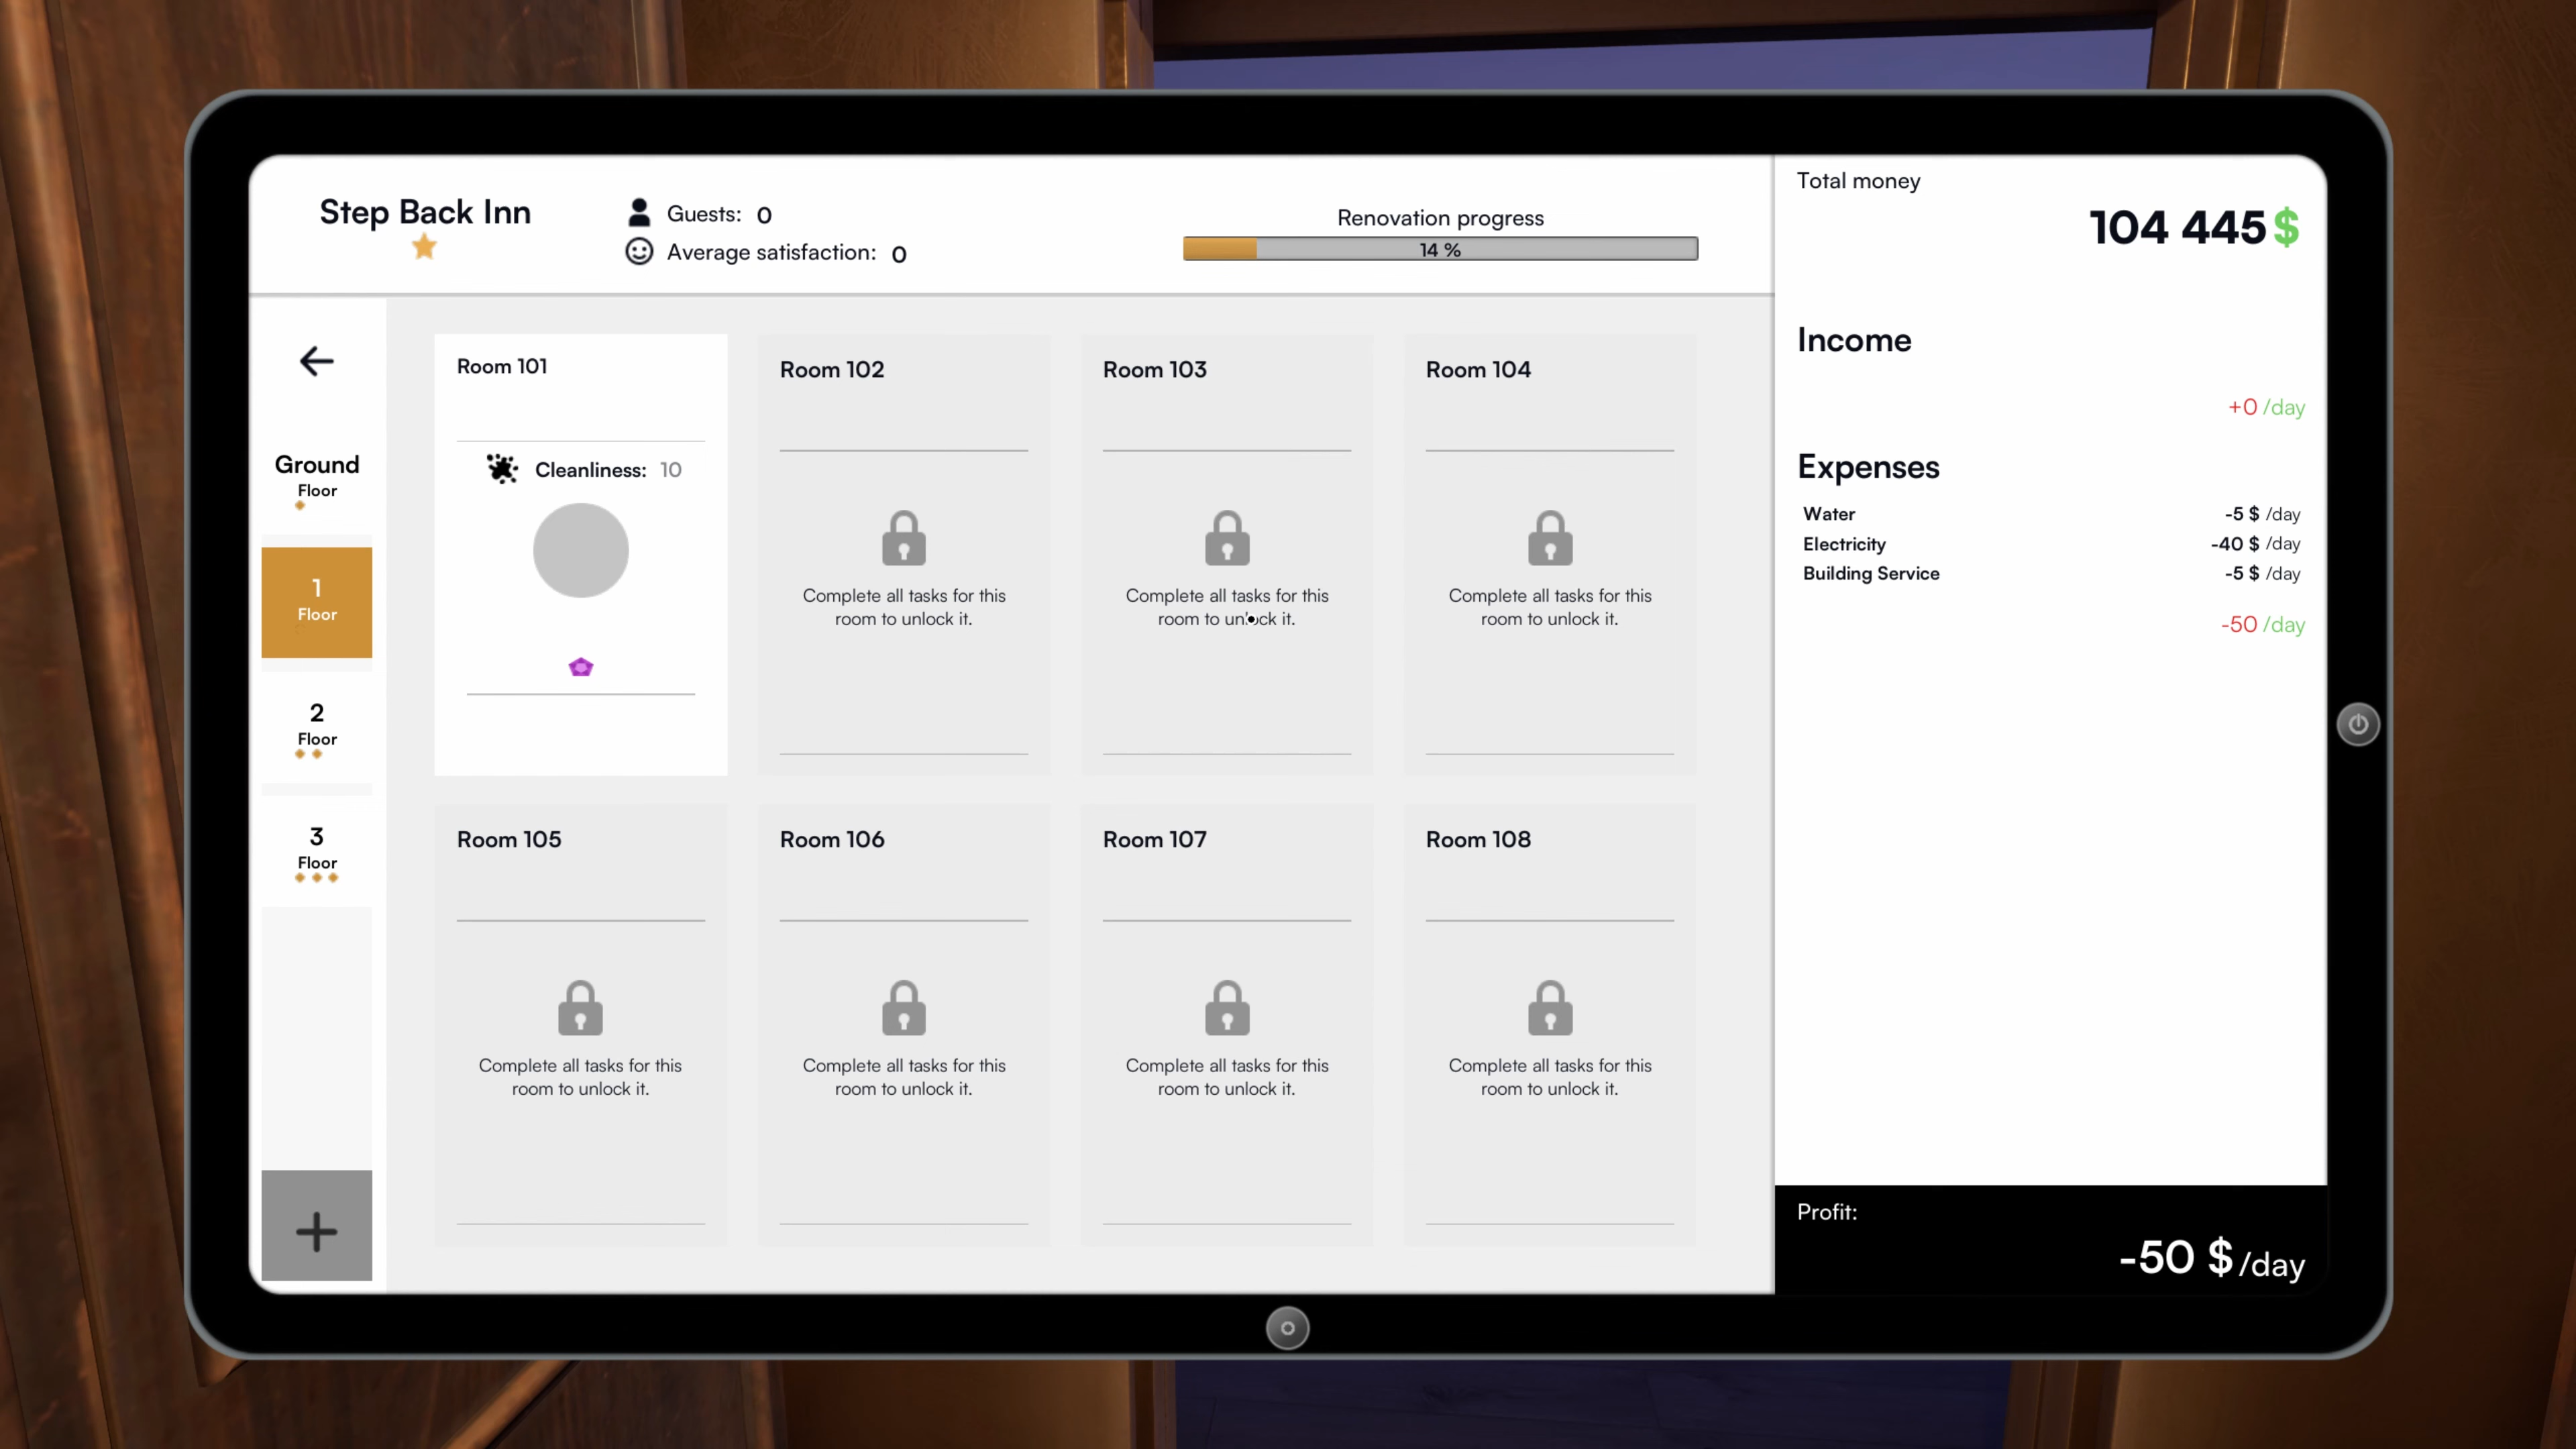 Step Back Inn
Guests: 0
Average satisfaction: 0
Renovation progress
14 %
Total money
104 445 $
Ground
Floor
1
Floor
2
Floor
3
Floor
Room 101
Cleanliness: 10
Room 102
Complete all tasks for this
room to unlock it.
Room 103
Complete all tasks for this
room to unlock it.
Room 104
Complete all tasks for this
room to unlock it.
Room 105
Complete all tasks for this
room to unlock it.
Room 106
Complete all tasks for this
room to unlock it.
Room 107
Complete all tasks for this
room to unlock it.
Room 108
Complete all tasks for this
room to unlock it.
Income
+0 /day
Expenses
Water -5 $ /day
Electricity -40 $ /day
Building Service -5 $ /day
-50 /day
Profit:
-50 $ /day